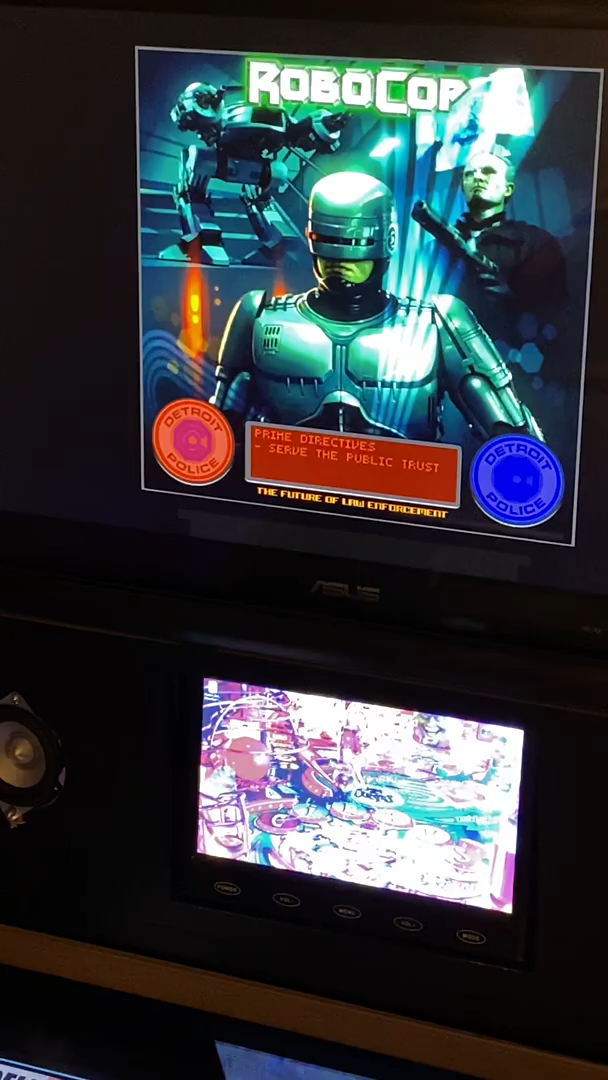 ROBOCOP
DETROIT
POLICE
PRIME DIRECTIVES
- SERVE THE PUBLIC TRUST
DETROIT
POLICE
THE FUTURE OF LAW ENFORCEMENT
ASUS
POWER
VOL-
MENU
VOL+
MODE